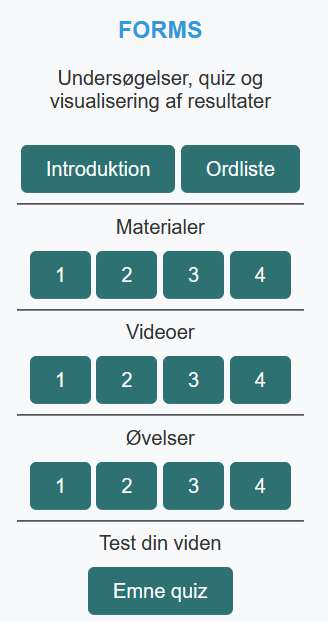 FORMS
Undersøgelser, quiz og
visualisering af resultater
Introduktion Ordliste
Materialer
1 2 3 4
Videoer
1 2 3 4
Øvelser
1 2 3 4
Test din viden
Emne quiz